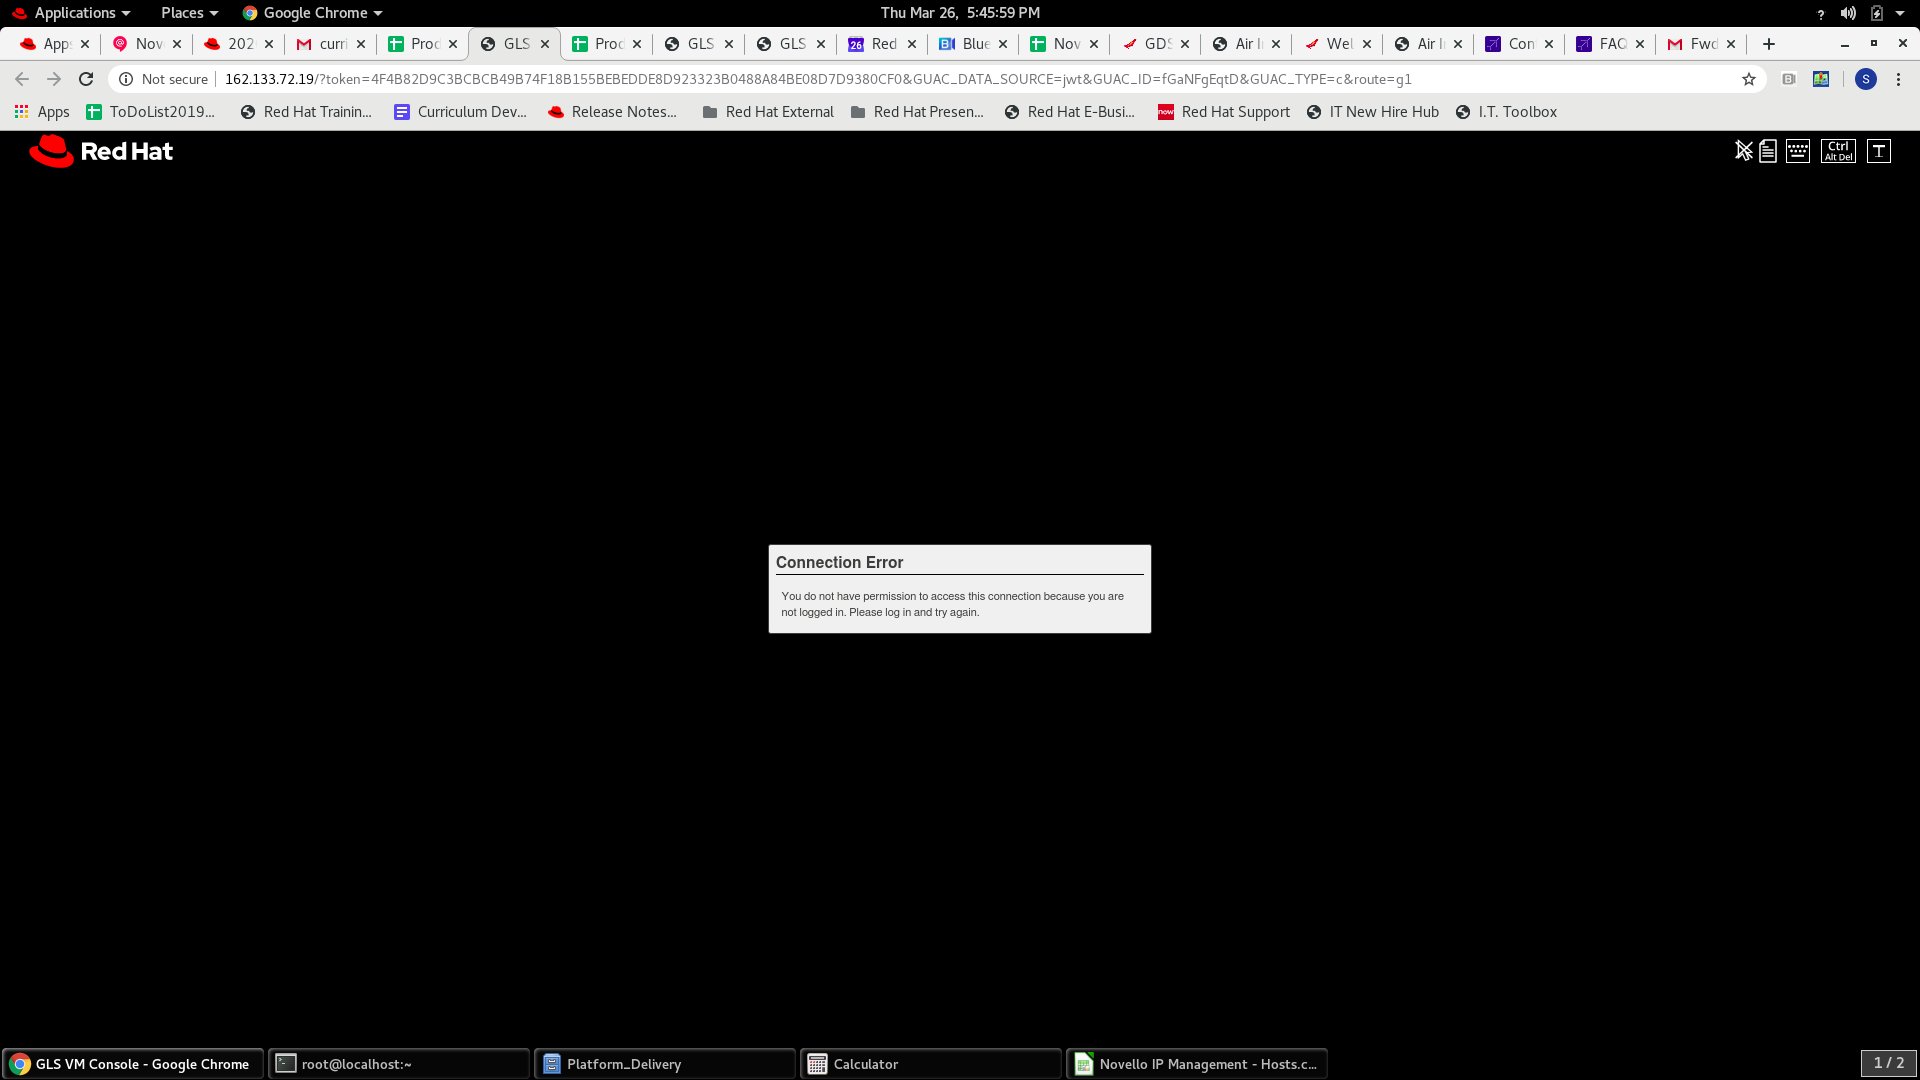 Applications Places Google Chrome Thu Mar 26, 5:45:59 PM
App Nov 202 curri Prod GLS Prod GLS GLS 26 Red Blue Nov GDS Air I Wel Air I Con FAQ Fwd
Not secure 162.133.72.19/?token=4F4B82D9C3BCBCB49B74F18B155BEBEDDE8D923323B0488A84BE08D7D9380CF0&GUAC_DATA_SOURCE=jwt&GUAC_ID=fGaNFgEqtD&GUAC_TYPE=c&route=g1 S
Apps ToDoList2019... Red Hat Trainin... Curriculum Dev... Release Notes... Red Hat External Red Hat Presen... Red Hat E-Busi... now Red Hat Support IT New Hire Hub I.T. Toolbox
Red Hat Ctrl Alt Del T
Connection Error
You do not have permission to access this connection because you are
not logged in. Please log in and try again.
GLS VM Console - Google Chrome root@localhost:~ Platform_Delivery Calculator Novello IP Management - Hosts.c... 1 / 2